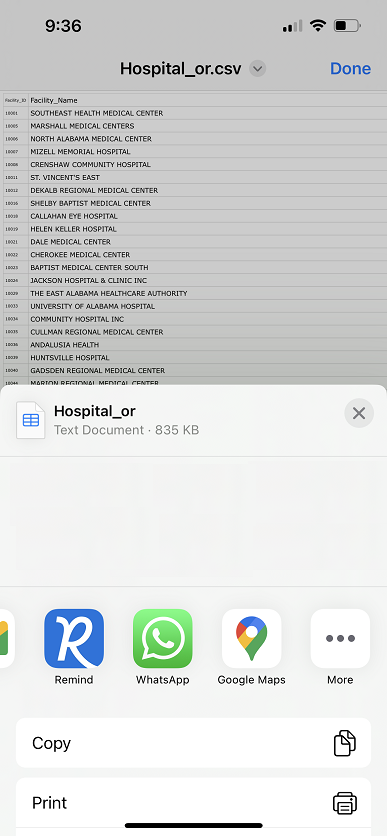 9:36
Hospital_or.csv
Done
Facility_ID Facility_Name
10001 SOUTHEAST HEALTH MEDICAL CENTER
10005 MARSHALL MEDICAL CENTERS
10006 NORTH ALABAMA MEDICAL CENTER
10007 MIZELL MEMORIAL HOSPITAL
10008 CRENSHAW COMMUNITY HOSPITAL
10011 ST. VINCENT'S EAST
10012 DEKALB REGIONAL MEDICAL CENTER
10016 SHELBY BAPTIST MEDICAL CENTER
10018 CALLAHAN EYE HOSPITAL
10019 HELEN KELLER HOSPITAL
10021 DALE MEDICAL CENTER
10022 CHEROKEE MEDICAL CENTER
10023 BAPTIST MEDICAL CENTER SOUTH
10024 JACKSON HOSPITAL & CLINIC INC
10029 THE EAST ALABAMA HEALTHCARE AUTHORITY
10033 UNIVERSITY OF ALABAMA HOSPITAL
10034 COMMUNITY HOSPITAL INC
10035 CULLMAN REGIONAL MEDICAL CENTER
10036 ANDALUSIA HEALTH
10039 HUNTSVILLE HOSPITAL
10040 GADSDEN REGIONAL MEDICAL CENTER
10044 MARION REGIONAL MEDICAL CENTER
Hospital_or
Text Document · 835 KB
Remind
WhatsApp
Google Maps
More
Copy
Print